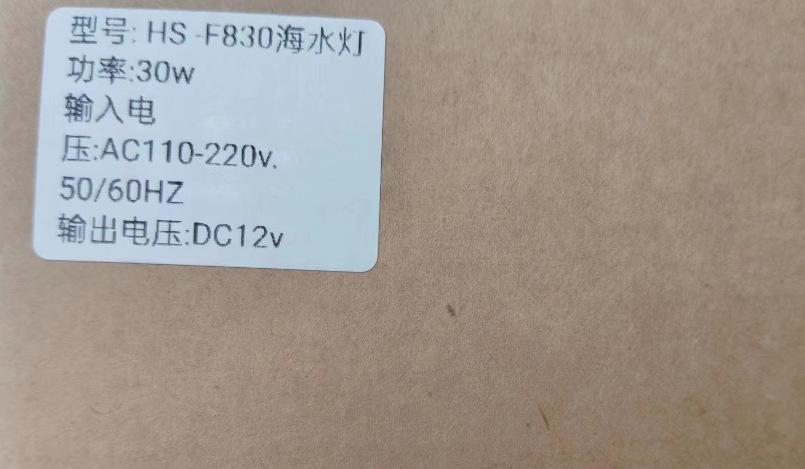 型号: HS -F830海水灯
功率:30w
输入电
压:AC110-220v.
50/60HZ
输出电压:DC12v